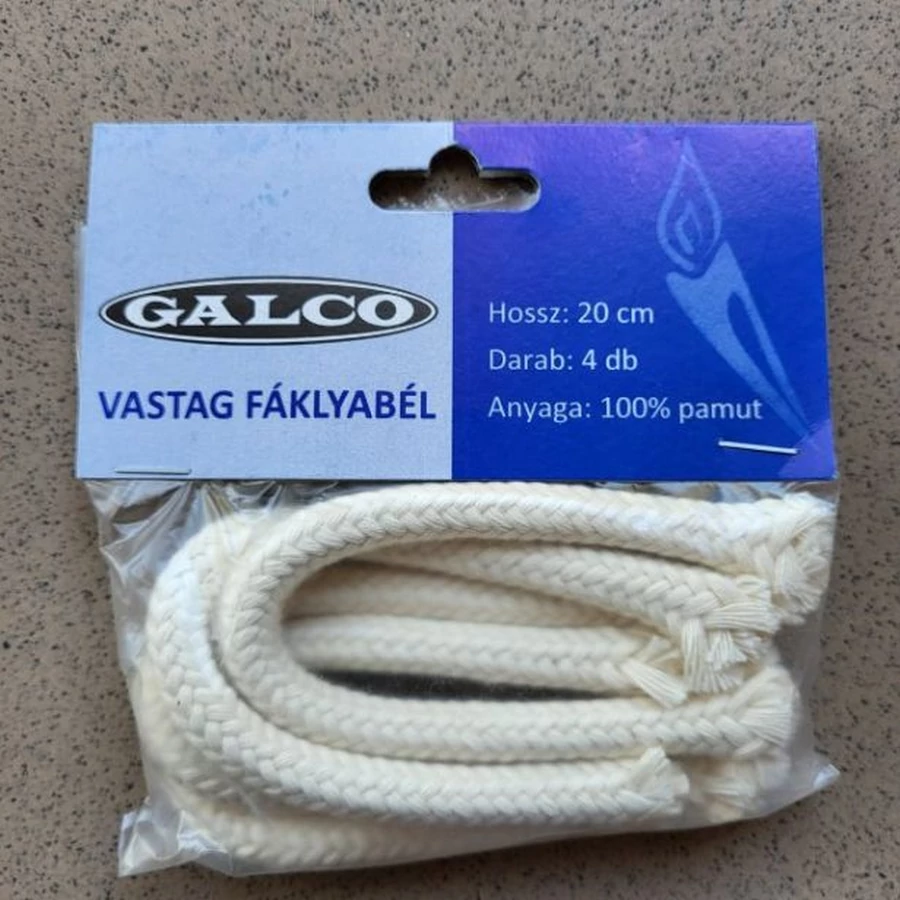 GALCO
VASTAG FÁKLYABÉL
Hossz: 20 cm
Darab: 4 db
Anyaga: 100% pamut